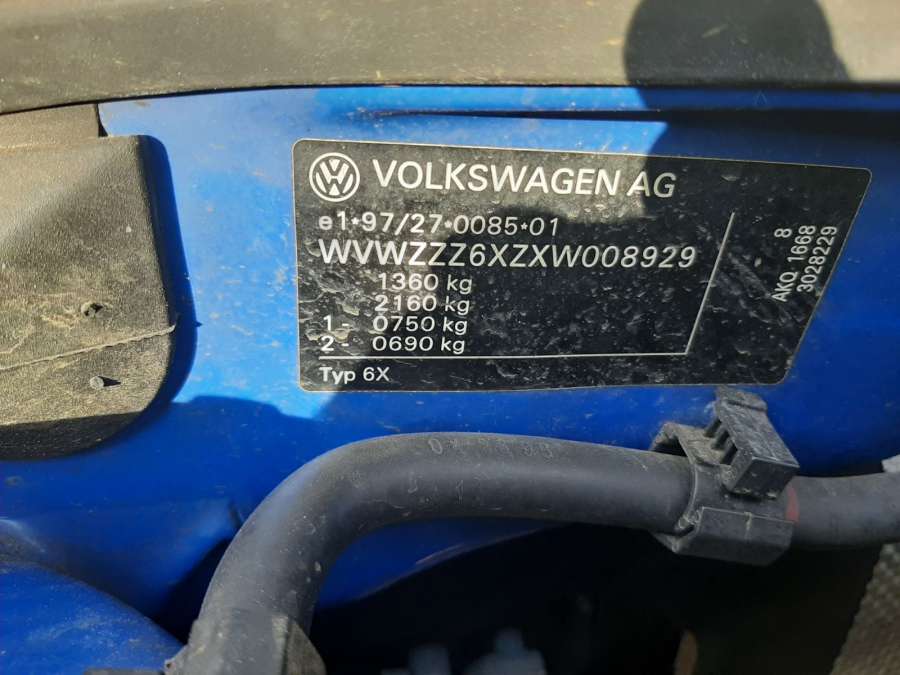 VOLKSWAGEN AG
e1*97/27*0085*01
WVWZZZ6XZXW008929
1360 kg
2160 kg
1 - 0750 kg
2 - 0690 kg
Typ 6X
8
AKQ 1668
3028229